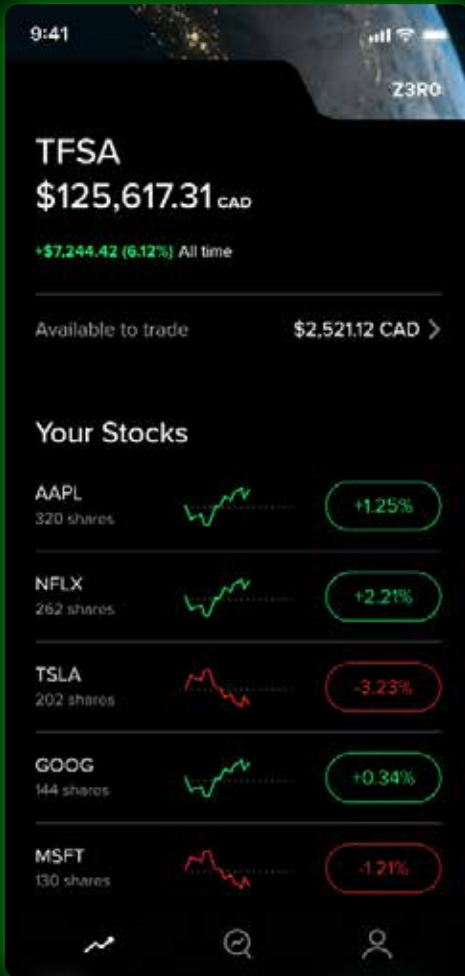 9:41
Z3R0
TFSA
$125,617.31 CAD
+$7,244.42 (6.12%) All time
Available to trade $2,521.12 CAD
Your Stocks
AAPL
320 shares
+1.25%
NFLX
262 shares
+2.21%
TSLA
202 shares
-3.23%
GOOG
144 shares
+0.34%
MSFT
130 shares
-1.21%